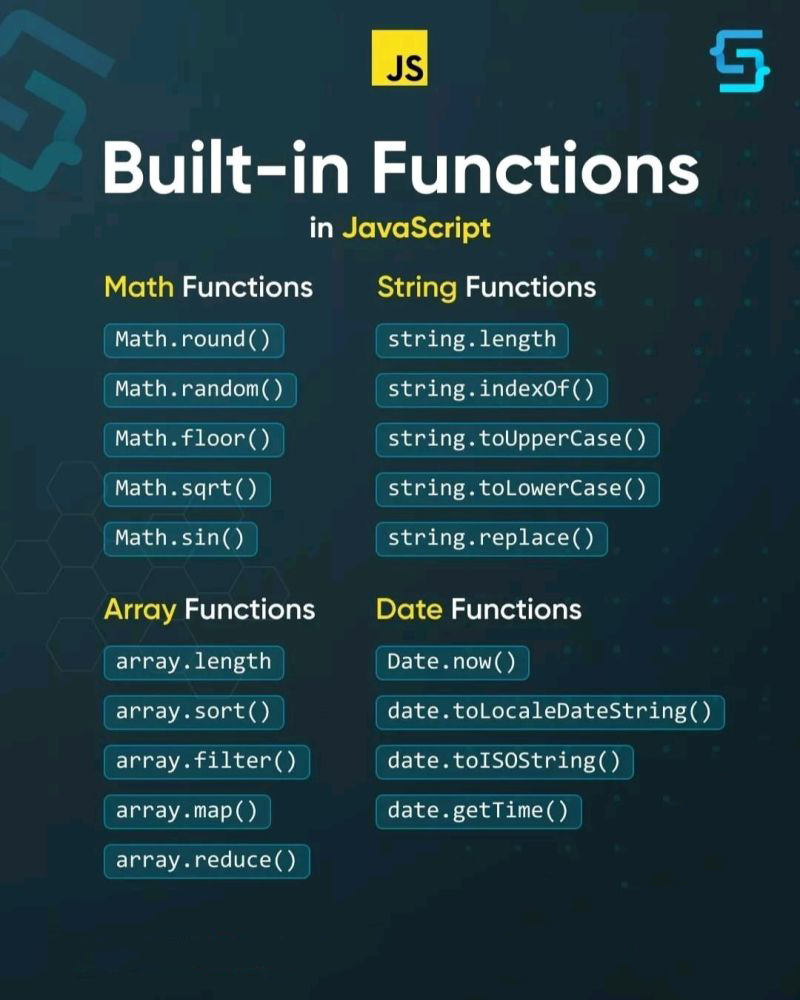 JS
Built-in Functions
in JavaScript
Math Functions
Math.round()
Math.random()
Math.floor()
Math.sqrt()
Math.sin()
String Functions
string.length
string.indexOf()
string.toUpperCase()
string.toLowerCase()
string.replace()
Array Functions
array.length
array.sort()
array.filter()
array.map()
array.reduce()
Date Functions
Date.now()
date.toLocaleDateString()
date.toISOString()
date.getTime()